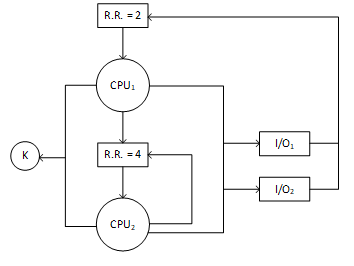 R.R. = 2
CPU₁
K
R.R. = 4
I/O₁
I/O₂
CPU₂